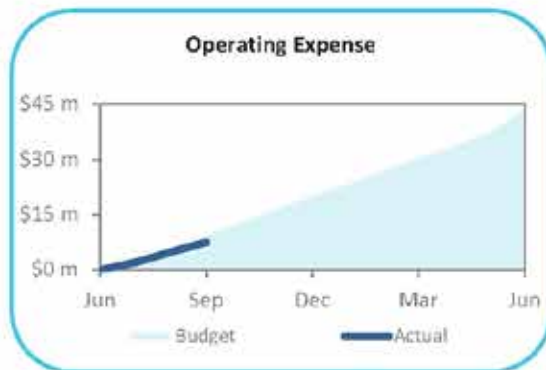 Operating Expense
$45 m
$30 m
$15 m
$0 m
Jun Sep Dec Mar Jun
Budget Actual